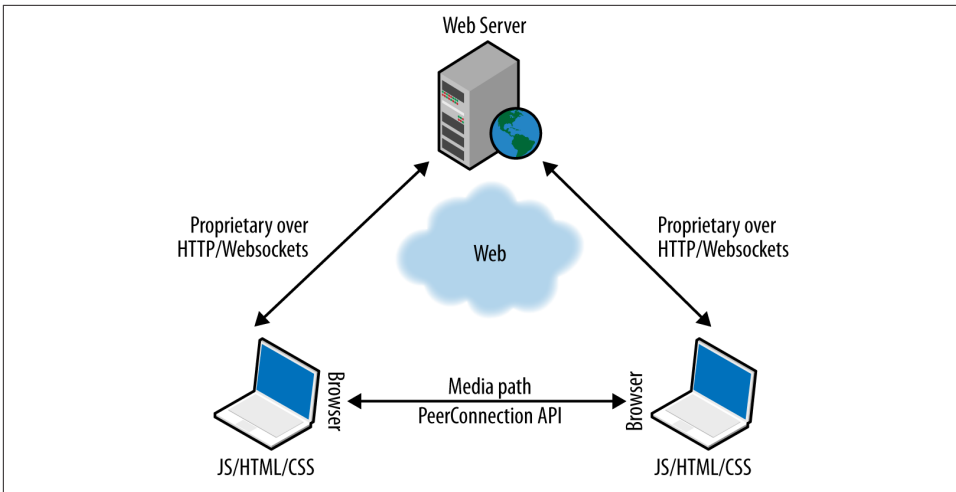 Web Server
Proprietary over
HTTP/Websockets
Proprietary over
HTTP/Websockets
Web
Browser
Media path
PeerConnection API
Browser
JS/HTML/CSS
JS/HTML/CSS